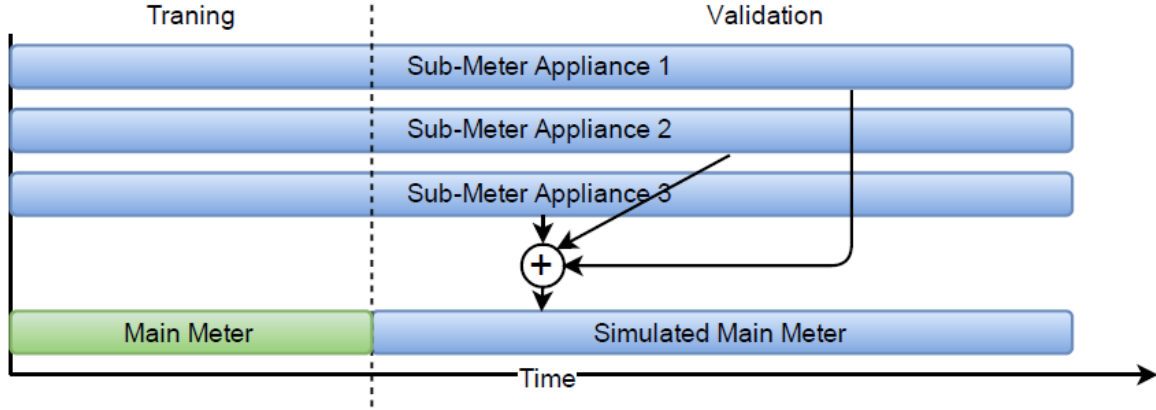 Traning
Validation
Sub-Meter Appliance 1
Sub-Meter Appliance 2
Sub-Meter Appliance 3
+
Main Meter
Simulated Main Meter
Time